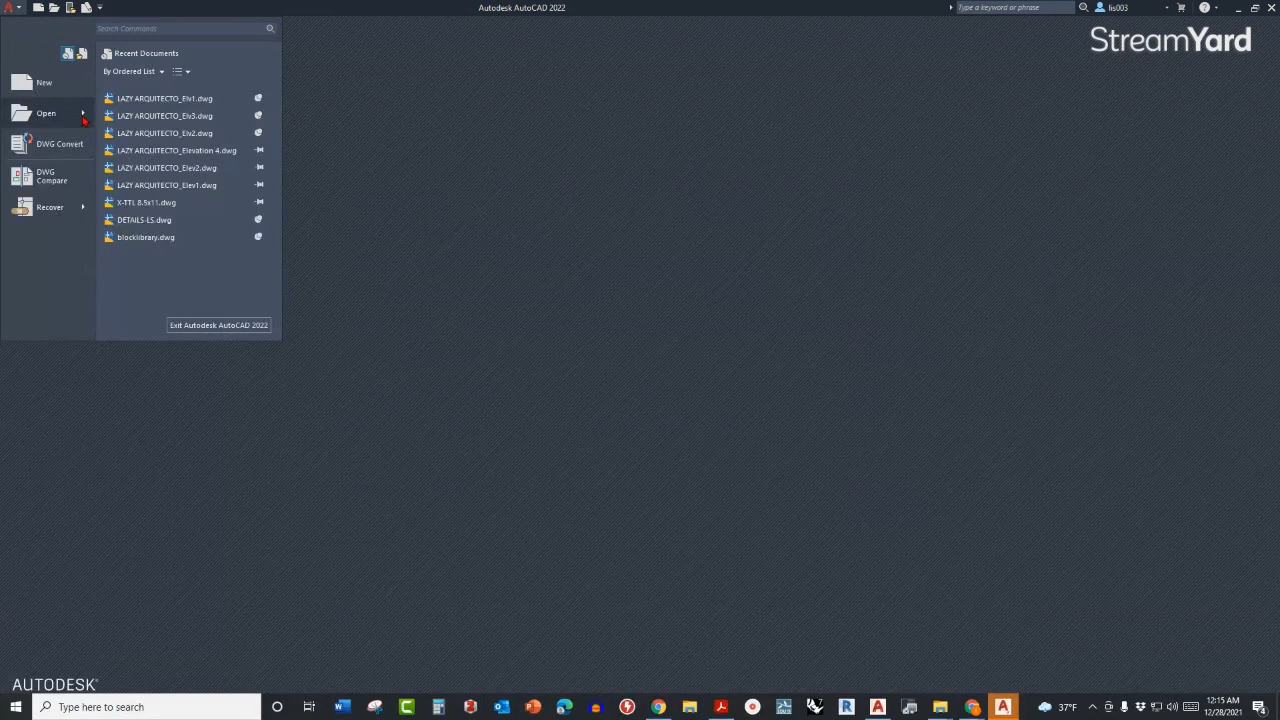 Autodesk AutoCAD 2022
Type a keyword or phrase
lis003
StreamYard
Search Commands
Recent Documents
By Ordered List
New
Open
DWG Convert
DWG
Compare
Recover
LAZY ARQUITECTO_Elv1.dwg
LAZY ARQUITECTO_Elv3.dwg
LAZY ARQUITECTO_Elv2.dwg
LAZY ARQUITECTO_Elevation 4.dwg
LAZY ARQUITECTO_Elev2.dwg
LAZY ARQUITECTO_Elev1.dwg
X-TTL 8.5x11.dwg
DETAILS-LS.dwg
blocklibrary.dwg
Exit Autodesk AutoCAD 2022
AUTODESK
Type here to search
37°F
12:15 AM
12/28/2021
4